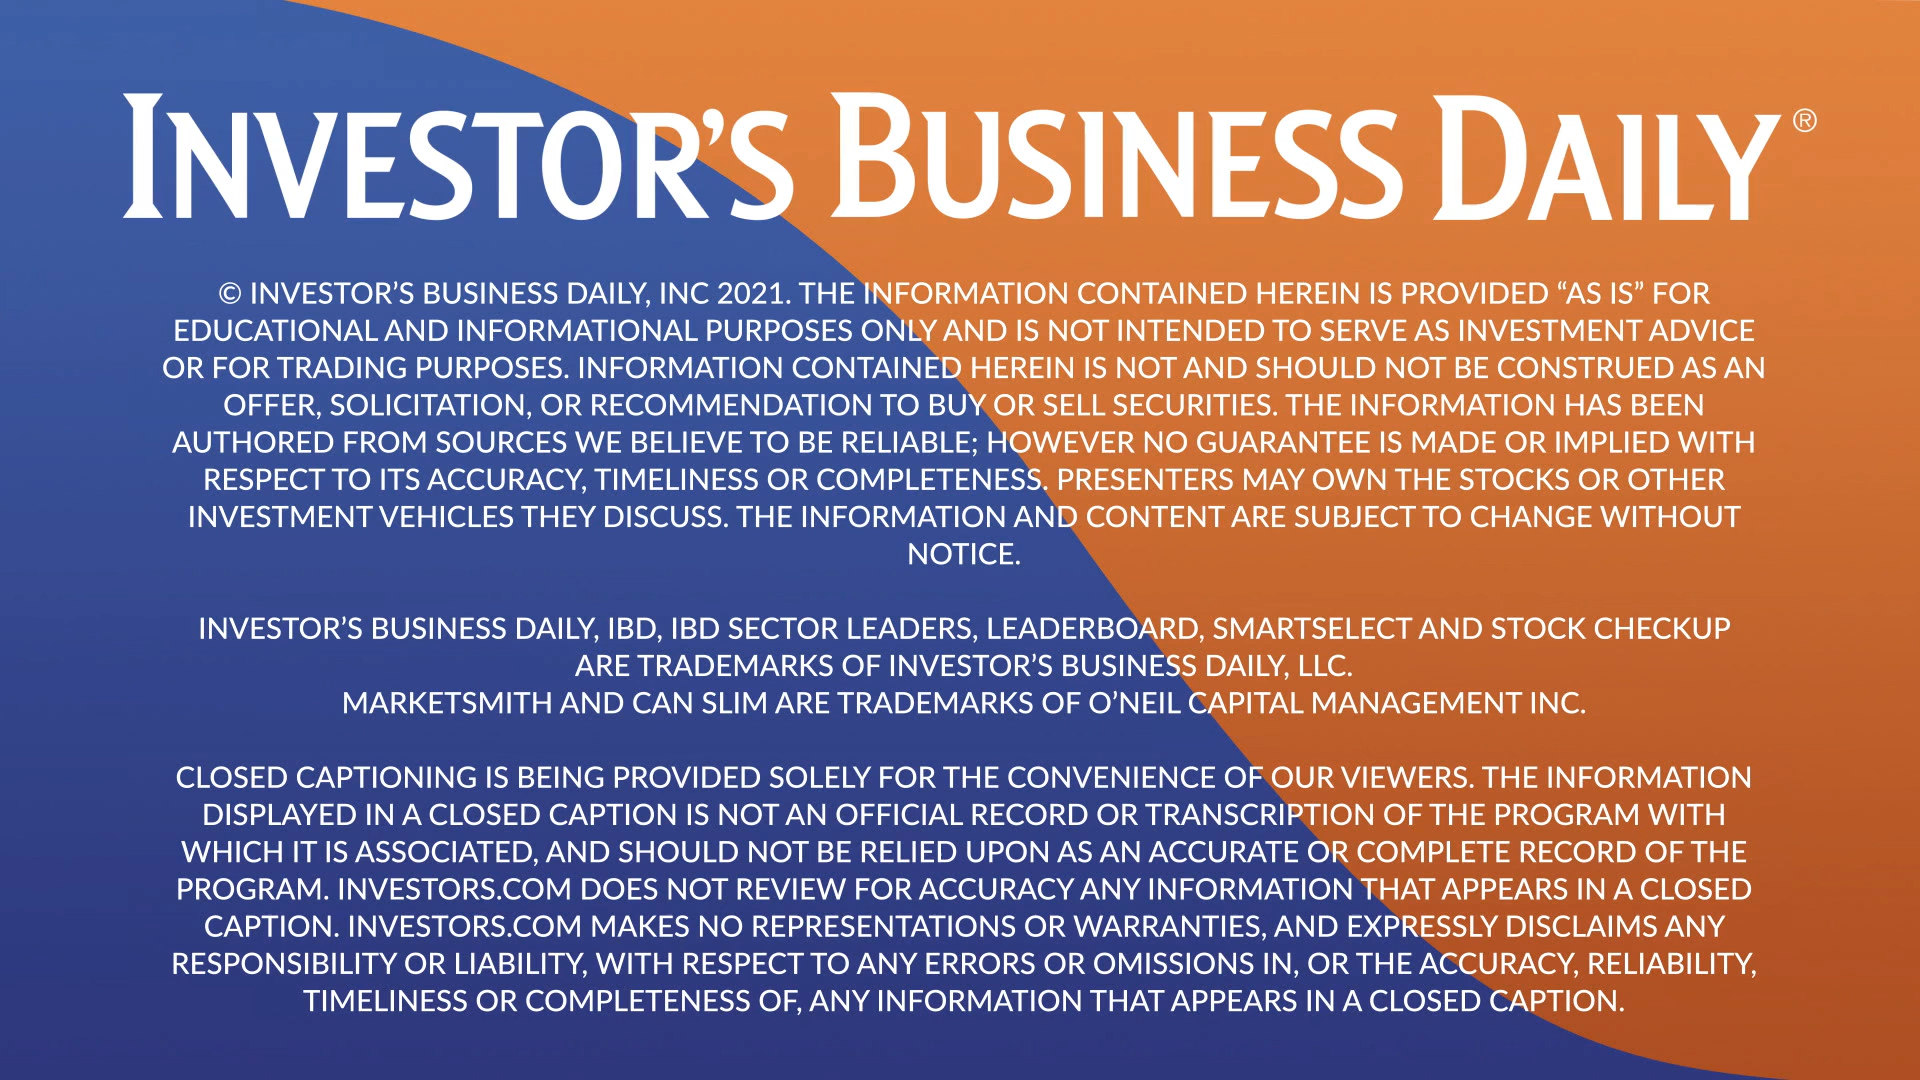 INVESTOR’S BUSINESS DAILY®
© INVESTOR’S BUSINESS DAILY, INC 2021. THE INFORMATION CONTAINED HEREIN IS PROVIDED “AS IS” FOR
EDUCATIONAL AND INFORMATIONAL PURPOSES ONLY AND IS NOT INTENDED TO SERVE AS INVESTMENT ADVICE
OR FOR TRADING PURPOSES. INFORMATION CONTAINED HEREIN IS NOT AND SHOULD NOT BE CONSTRUED AS AN
OFFER, SOLICITATION, OR RECOMMENDATION TO BUY OR SELL SECURITIES. THE INFORMATION HAS BEEN
AUTHORED FROM SOURCES WE BELIEVE TO BE RELIABLE; HOWEVER NO GUARANTEE IS MADE OR IMPLIED WITH
RESPECT TO ITS ACCURACY, TIMELINESS OR COMPLETENESS. PRESENTERS MAY OWN THE STOCKS OR OTHER
INVESTMENT VEHICLES THEY DISCUSS. THE INFORMATION AND CONTENT ARE SUBJECT TO CHANGE WITHOUT
NOTICE.
INVESTOR’S BUSINESS DAILY, IBD, IBD SECTOR LEADERS, LEADERBOARD, SMARTSELECT AND STOCK CHECKUP
ARE TRADEMARKS OF INVESTOR’S BUSINESS DAILY, LLC.
MARKETSMITH AND CAN SLIM ARE TRADEMARKS OF O’NEIL CAPITAL MANAGEMENT INC.
CLOSED CAPTIONING IS BEING PROVIDED SOLELY FOR THE CONVENIENCE OF OUR VIEWERS. THE INFORMATION
DISPLAYED IN A CLOSED CAPTION IS NOT AN OFFICIAL RECORD OR TRANSCRIPTION OF THE PROGRAM WITH
WHICH IT IS ASSOCIATED, AND SHOULD NOT BE RELIED UPON AS AN ACCURATE OR COMPLETE RECORD OF THE
PROGRAM. INVESTORS.COM DOES NOT REVIEW FOR ACCURACY ANY INFORMATION THAT APPEARS IN A CLOSED
CAPTION. INVESTORS.COM MAKES NO REPRESENTATIONS OR WARRANTIES, AND EXPRESSLY DISCLAIMS ANY
RESPONSIBILITY OR LIABILITY, WITH RESPECT TO ANY ERRORS OR OMISSIONS IN, OR THE ACCURACY, RELIABILITY,
TIMELINESS OR COMPLETENESS OF, ANY INFORMATION THAT APPEARS IN A CLOSED CAPTION.